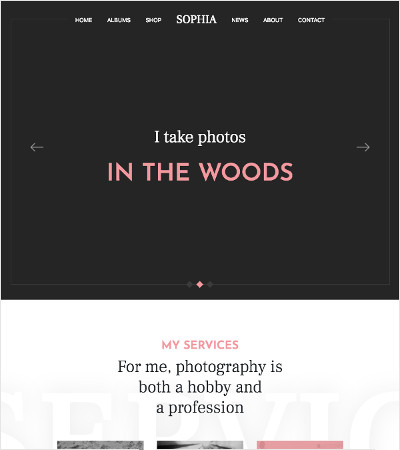 HOME ALBUMS SHOP SOPHIA NEWS ABOUT CONTACT
I take photos
IN THE WOODS
MY SERVICES
For me, photography is
both a hobby and
a profession